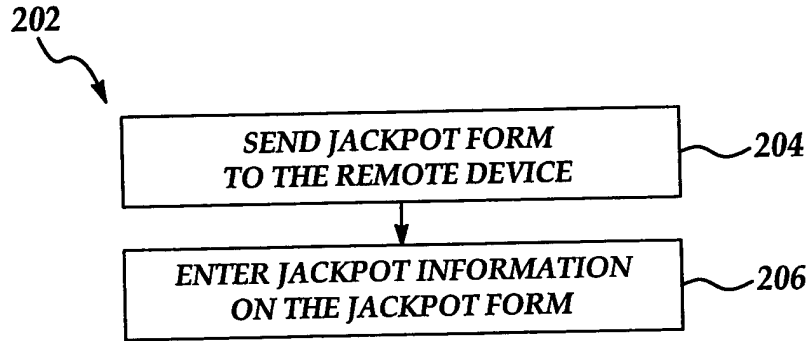 202
SEND JACKPOT FORM
TO THE REMOTE DEVICE
204
ENTER JACKPOT INFORMATION
ON THE JACKPOT FORM
206